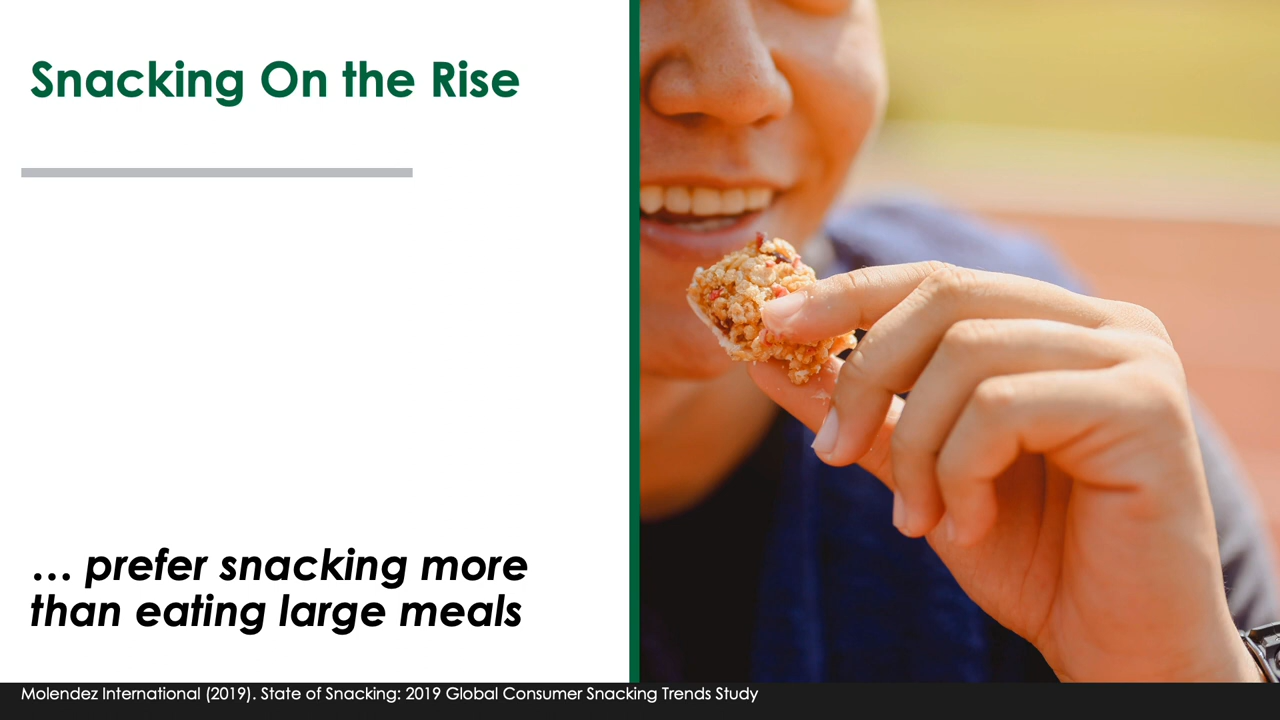 Snacking On the Rise
... prefer snacking more
than eating large meals
Molendez International (2019). State of Snacking: 2019 Global Consumer Snacking Trends Study